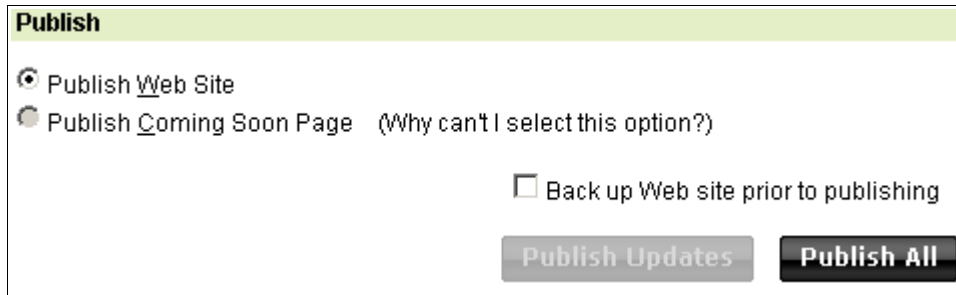 Publish
Publish Web Site
Publish Coming Soon Page (Why can't I select this option?)
Back up Web site prior to publishing
Publish Updates Publish All